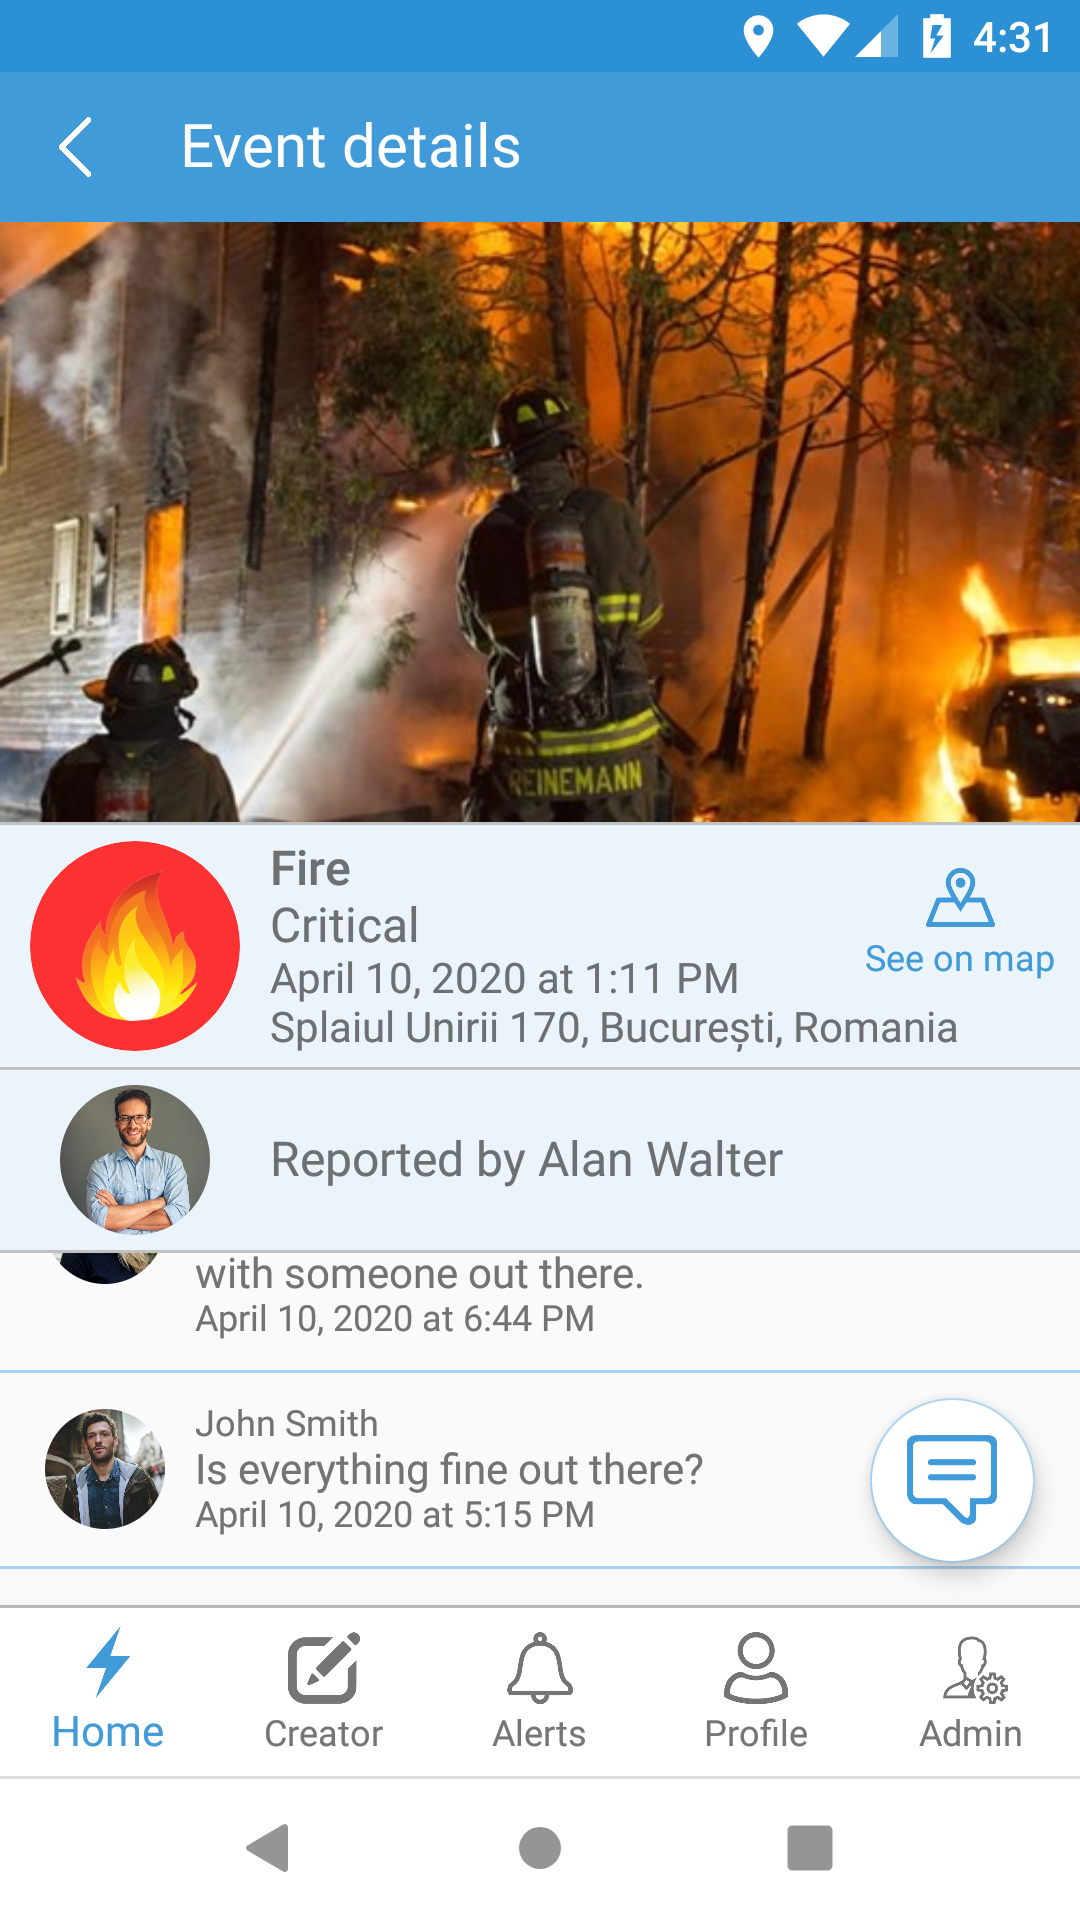 4:31
Event details
REINEMANN
Fire
Critical
April 10, 2020 at 1:11 PM
Splaiul Unirii 170, București, Romania
See on map
Reported by Alan Walter
with someone out there.
April 10, 2020 at 6:44 PM
John Smith
Is everything fine out there?
April 10, 2020 at 5:15 PM
Home
Creator
Alerts
Profile
Admin